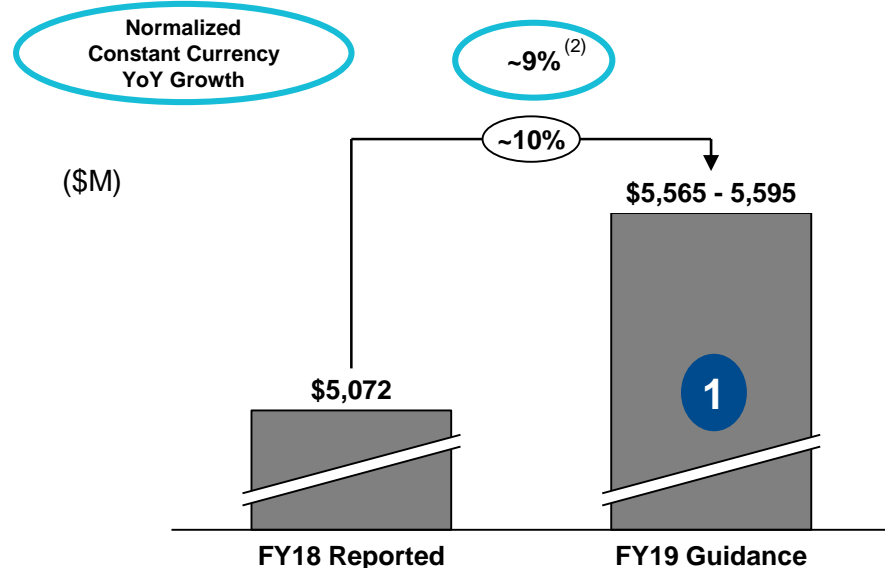 Normalized
Constant Currency
YoY Growth
~9% (2)
~10%
($M)
$5,565 - 5,595
$5,072
1
FY18 Reported
FY19 Guidance